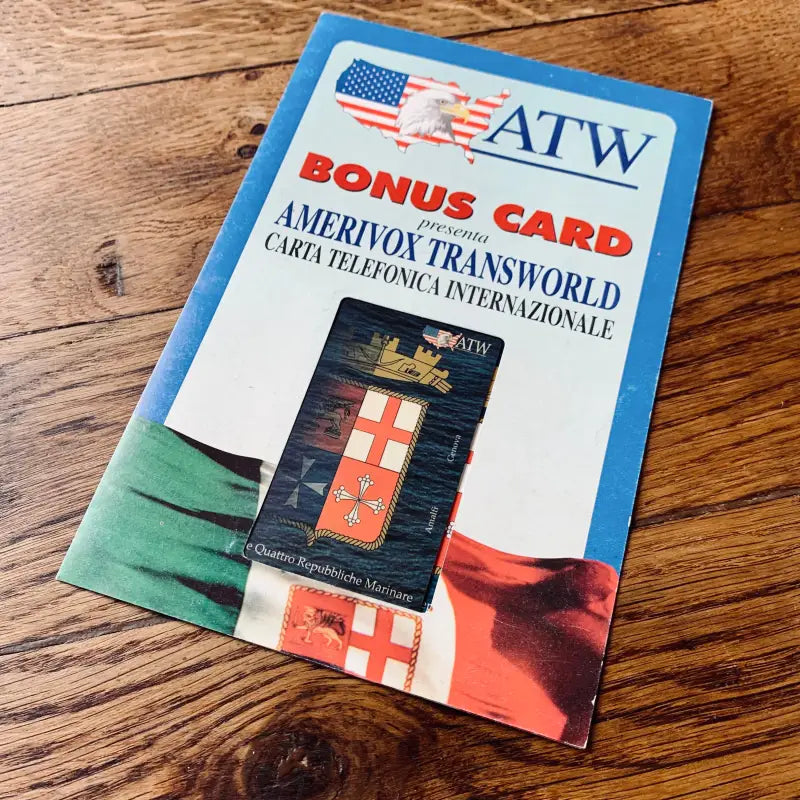 ATW
BONUS CARD
presenta
AMERIVOX TRANSWORLD
CARTA TELEFONICA INTERNAZIONALE
ATW
Genova
Amalfi
e Quattro Repubbliche Marinare